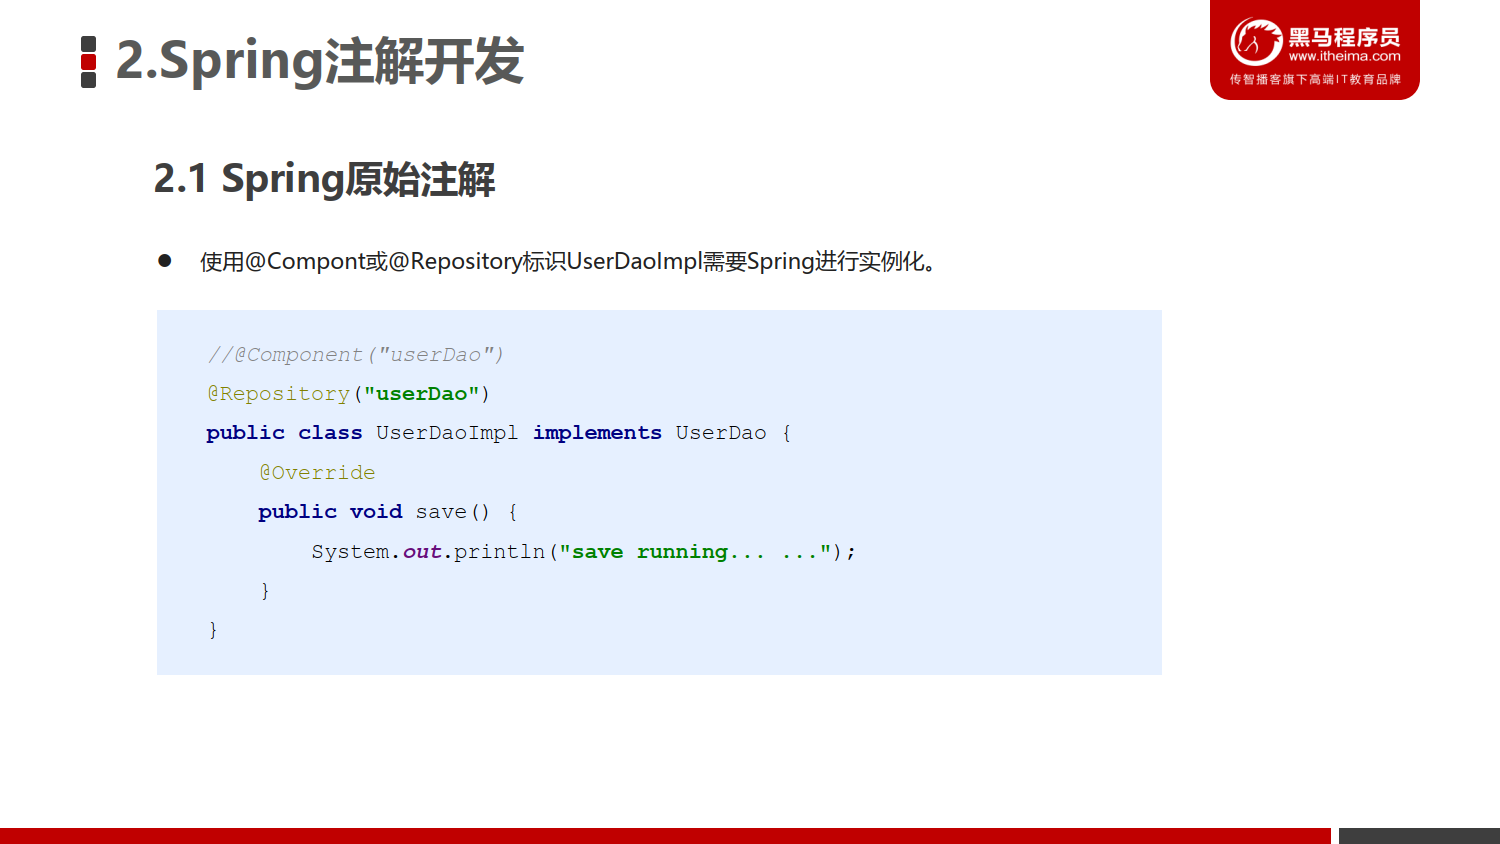 2.Spring注解开发
黑马程序员
www.itheima.com
传智播客旗下高端IT教育品牌
2.1 Spring原始注解
● 使用@Compont或@Repository标识UserDaoImpl需要Spring进行实例化。
//@Component("userDao")
@Repository("userDao")
public class UserDaoImpl implements UserDao {
    @Override
    public void save() {
        System.out.println("save running... ...");
    }
}